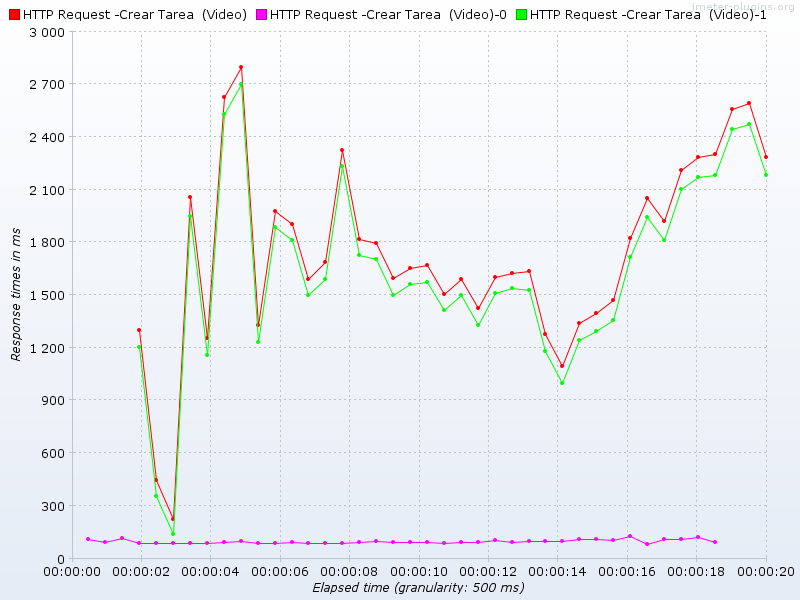 jmeter-plugins.org
HTTP Request -Crear Tarea (Video) HTTP Request -Crear Tarea (Video)-0 HTTP Request -Crear Tarea (Video)-1
3 000
2 700
2 400
2 100
1 800
1 500
1 200
900
600
300
0
Response times in ms
00:00:00 00:00:02 00:00:04 00:00:06 00:00:08 00:00:10 00:00:12 00:00:14 00:00:16 00:00:18 00:00:20
Elapsed time (granularity: 500 ms)